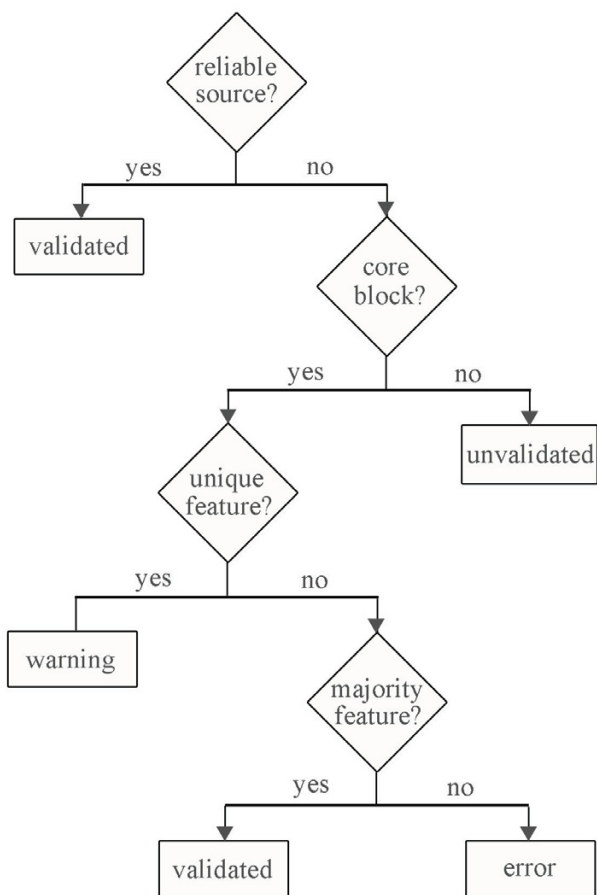 reliable
source?
yes
no
validated
core
block?
yes
no
unique
feature?
unvalidated
yes
no
warning
majority
feature?
yes
no
validated
error